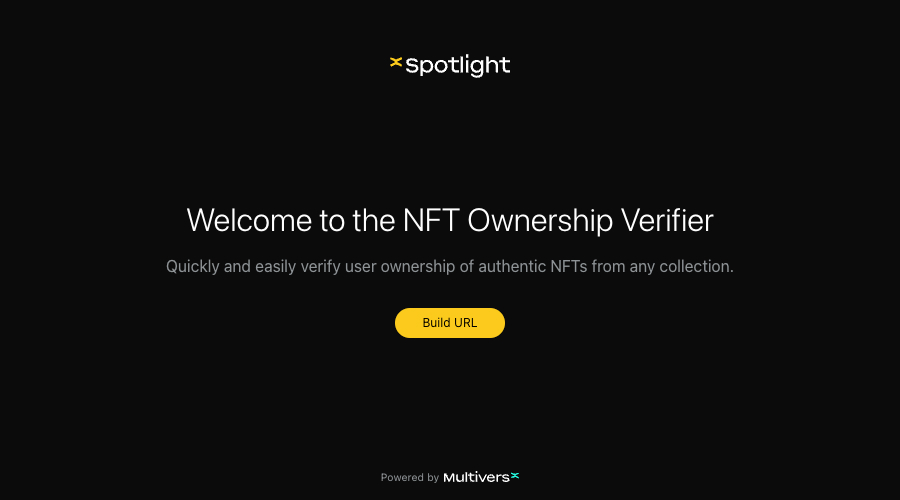 xSpotlight
Welcome to the NFT Ownership Verifier
Quickly and easily verify user ownership of authentic NFTs from any collection.
Build URL
Powered by MultiversX